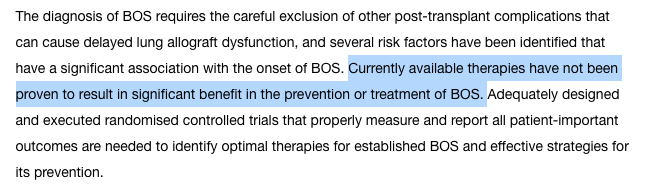 The diagnosis of BOS requires the careful exclusion of other post-transplant complications that
can cause delayed lung allograft dysfunction, and several risk factors have been identified that
have a significant association with the onset of BOS. Currently available therapies have not been
proven to result in significant benefit in the prevention or treatment of BOS. Adequately designed
and executed randomised controlled trials that properly measure and report all patient-important
outcomes are needed to identify optimal therapies for established BOS and effective strategies for
its prevention.